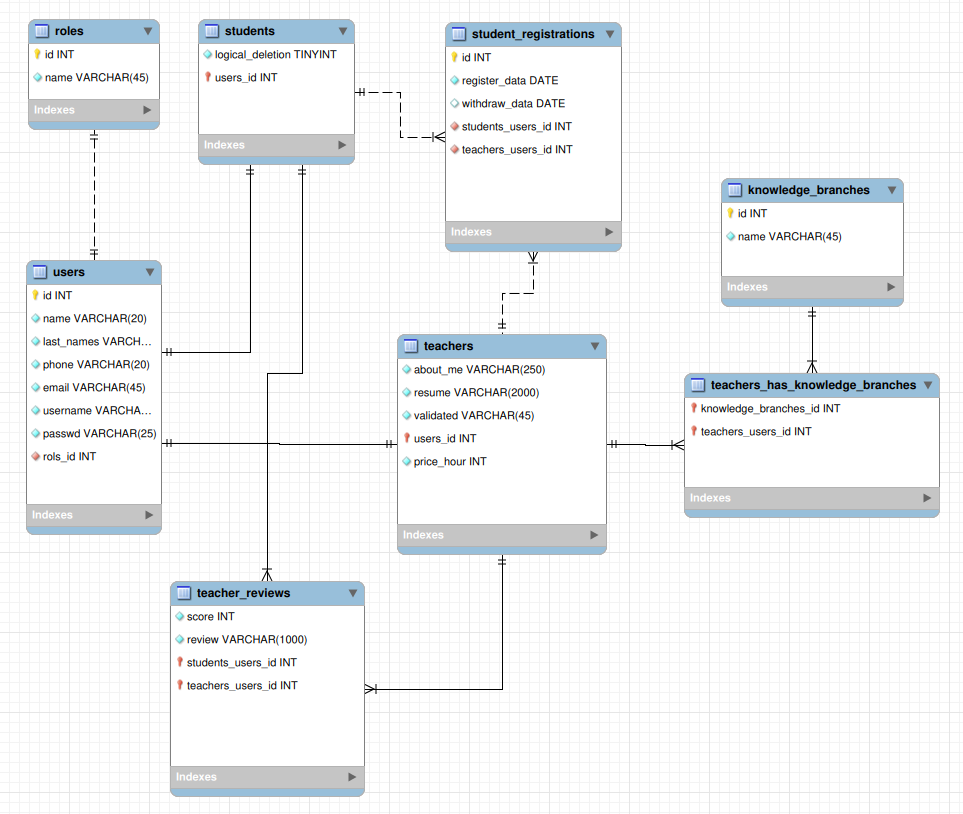 roles
id INT
name VARCHAR(45)
Indexes
students
logical_deletion TINYINT
users_id INT
Indexes
student_registrations
id INT
register_data DATE
withdraw_data DATE
students_users_id INT
teachers_users_id INT
Indexes
knowledge_branches
id INT
name VARCHAR(45)
Indexes
users
id INT
name VARCHAR(20)
last_names VARCH...
phone VARCHAR(20)
email VARCHAR(45)
username VARCHA...
passwd VARCHAR(25)
rols_id INT
Indexes
teachers
about_me VARCHAR(250)
resume VARCHAR(2000)
validated VARCHAR(45)
users_id INT
price_hour INT
Indexes
teachers_has_knowledge_branches
knowledge_branches_id INT
teachers_users_id INT
Indexes
teacher_reviews
score INT
review VARCHAR(1000)
students_users_id INT
teachers_users_id INT
Indexes